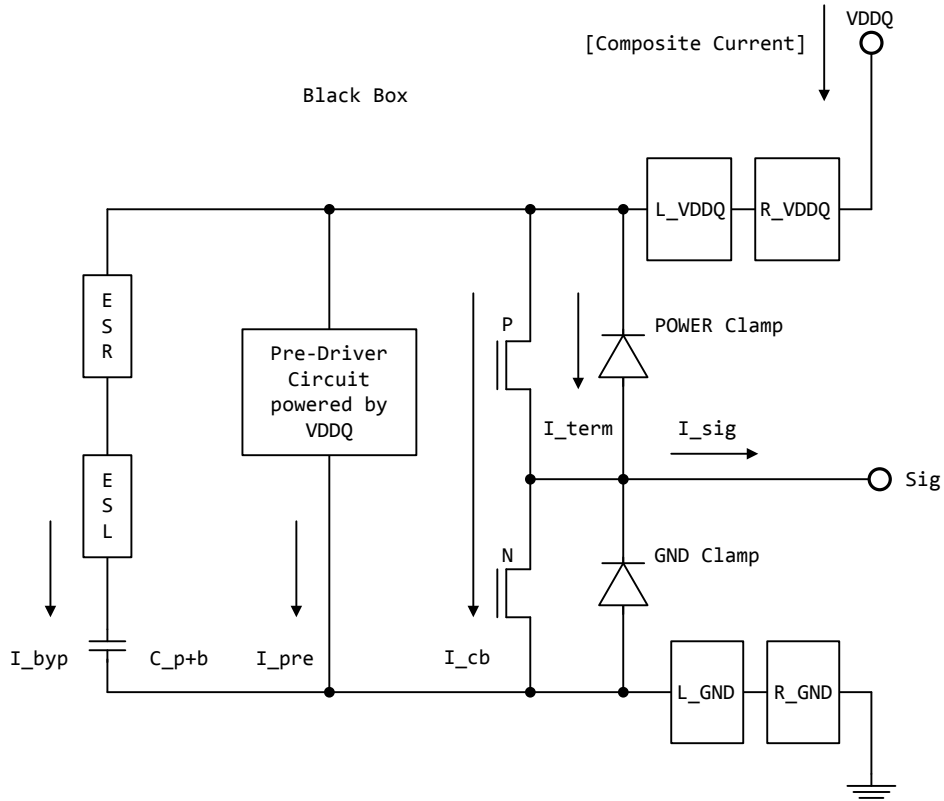 VDDQ
[Composite Current]
Black Box
L_VDDQ
R_VDDQ
E
S
R
P
POWER Clamp
Pre-Driver
Circuit
powered by
VDDQ
I_term
I_sig
E
S
L
Sig
N
GND Clamp
I_byp
C_p+b
I_pre
I_cb
L_GND
R_GND